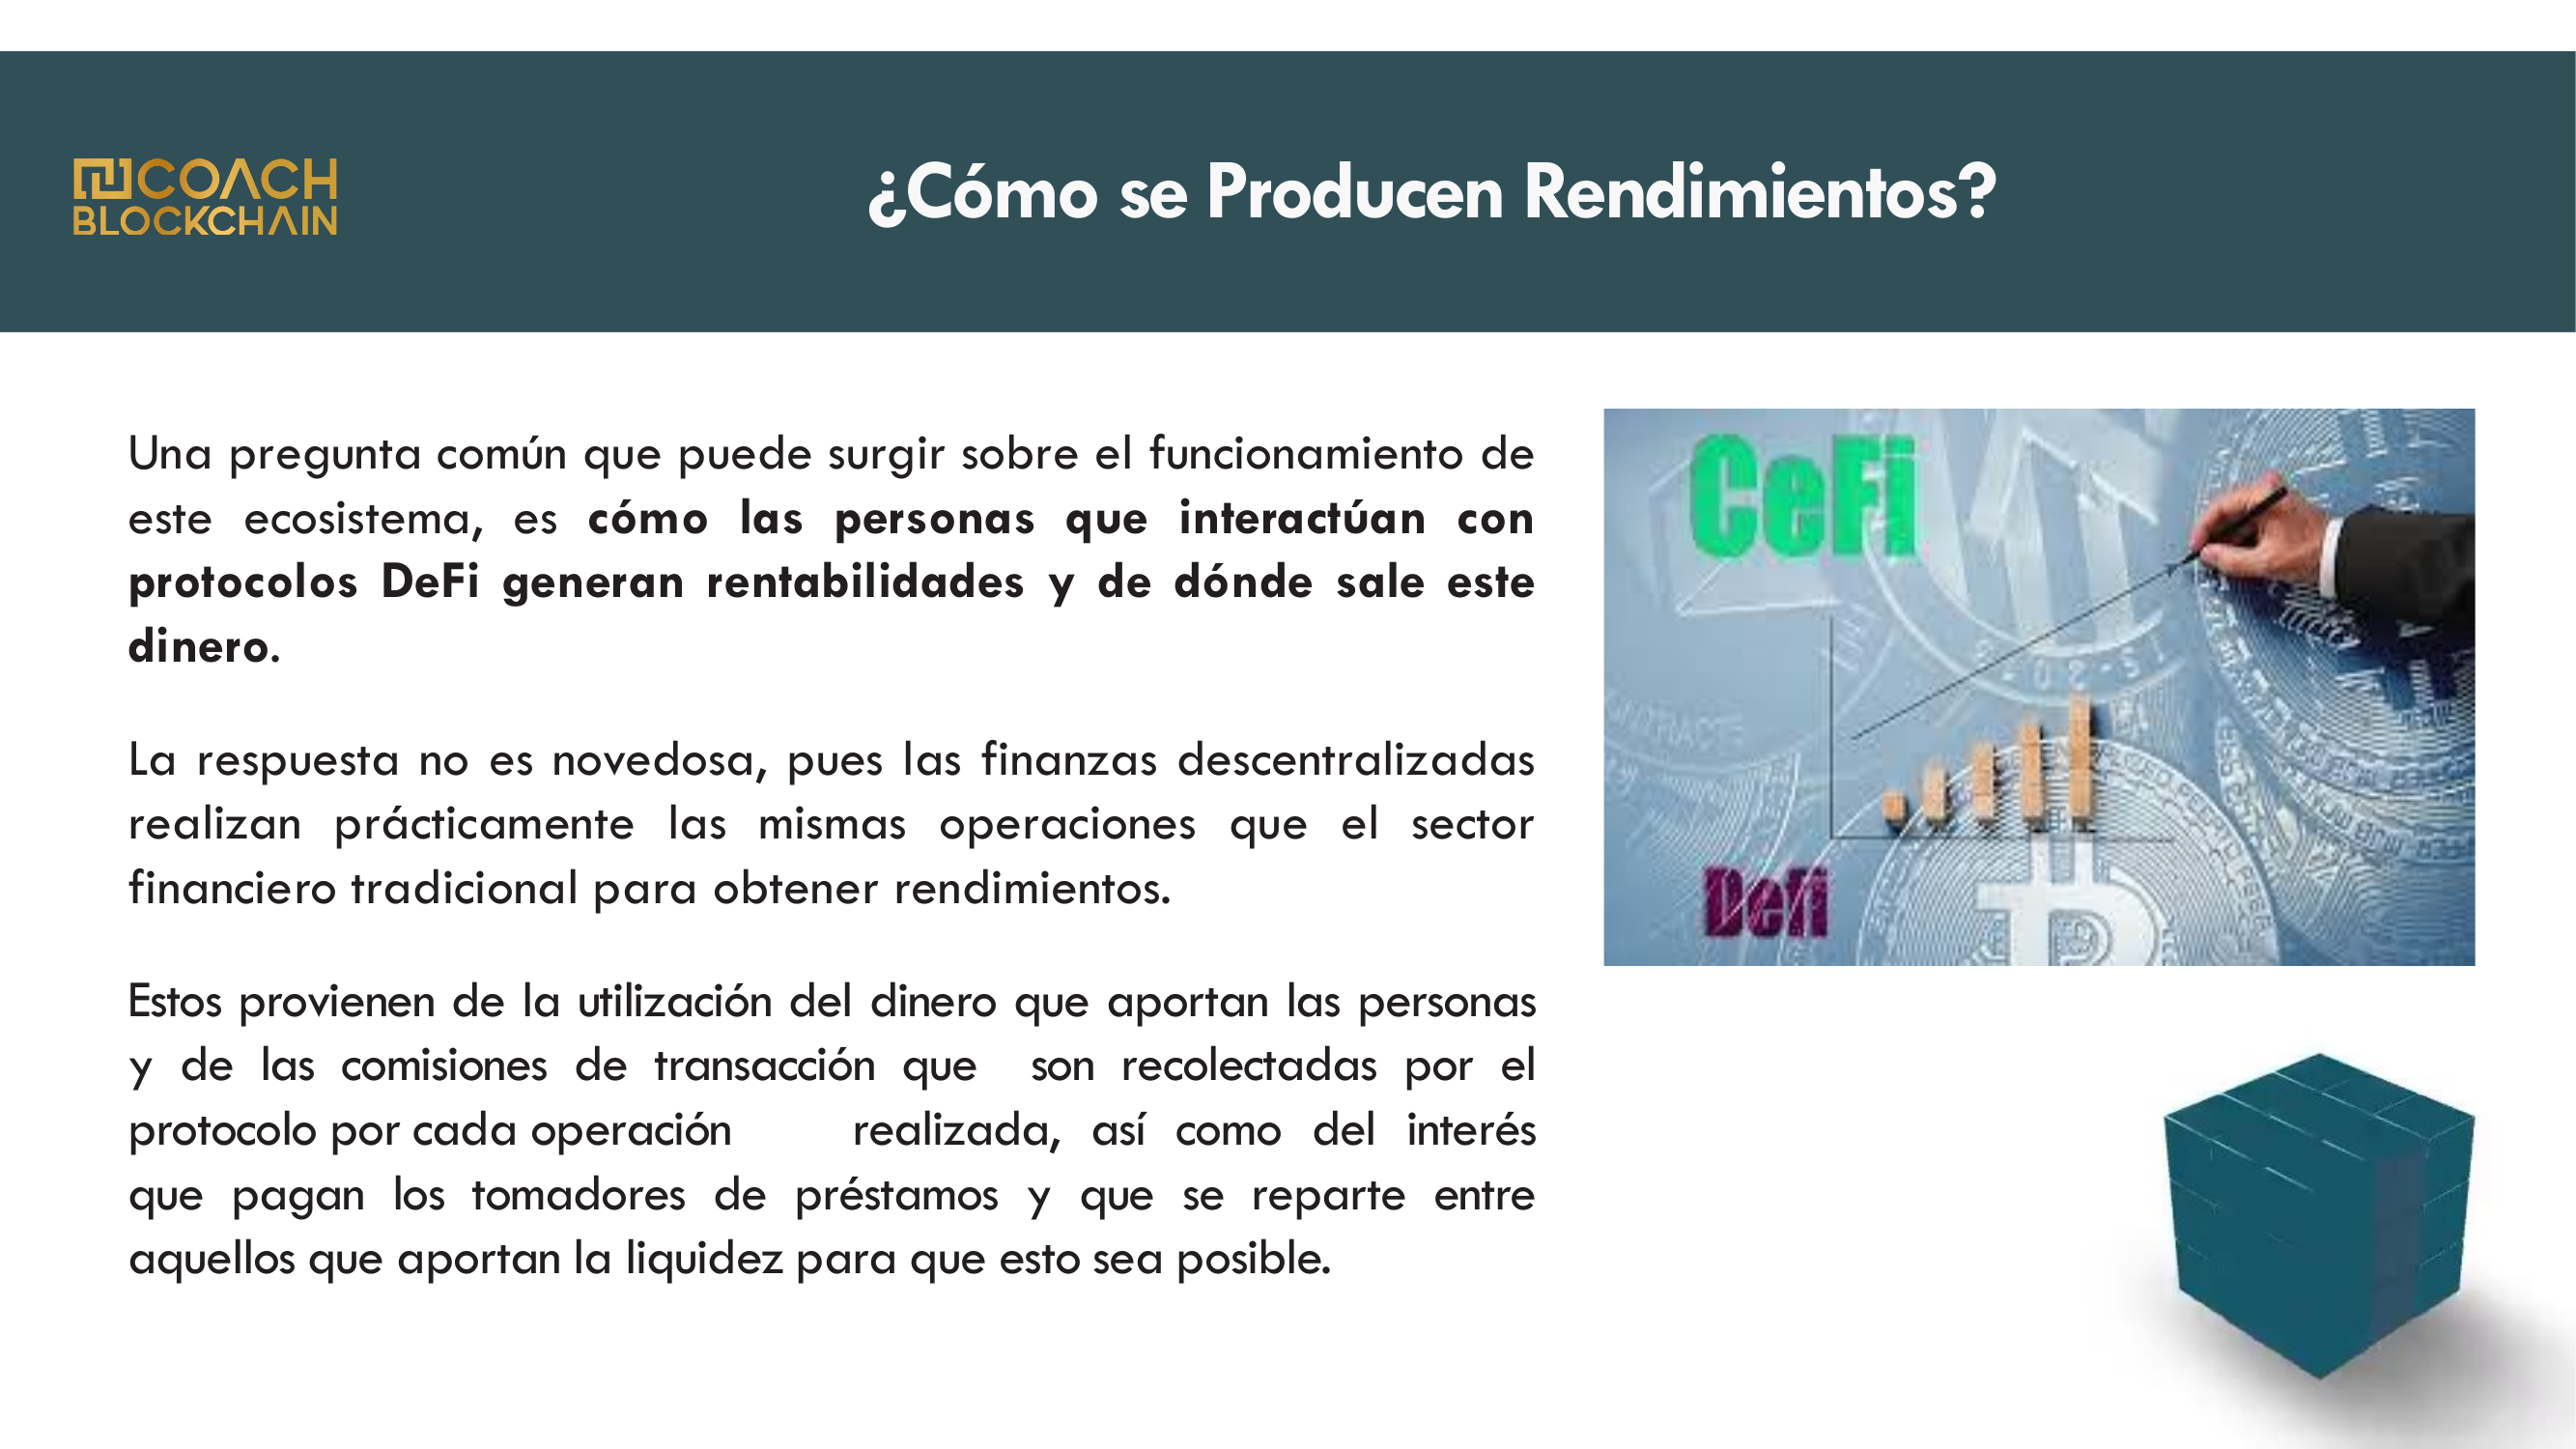 COACH
BLOCKCHAIN
¿Cómo se Producen Rendimientos?
Una pregunta común que puede surgir sobre el funcionamiento de
este ecosistema, es cómo las personas que interactúan con
protocolos DeFi generan rentabilidades y de dónde sale este
dinero.
La respuesta no es novedosa, pues las finanzas descentralizadas
realizan prácticamente las mismas operaciones que el sector
financiero tradicional para obtener rendimientos.
Estos provienen de la utilización del dinero que aportan las personas
y de las comisiones de transacción que son recolectadas por el
protocolo por cada operación realizada, así como del interés
que pagan los tomadores de préstamos y que se reparte entre
aquellos que aportan la liquidez para que esto sea posible.
CeFi
Defi